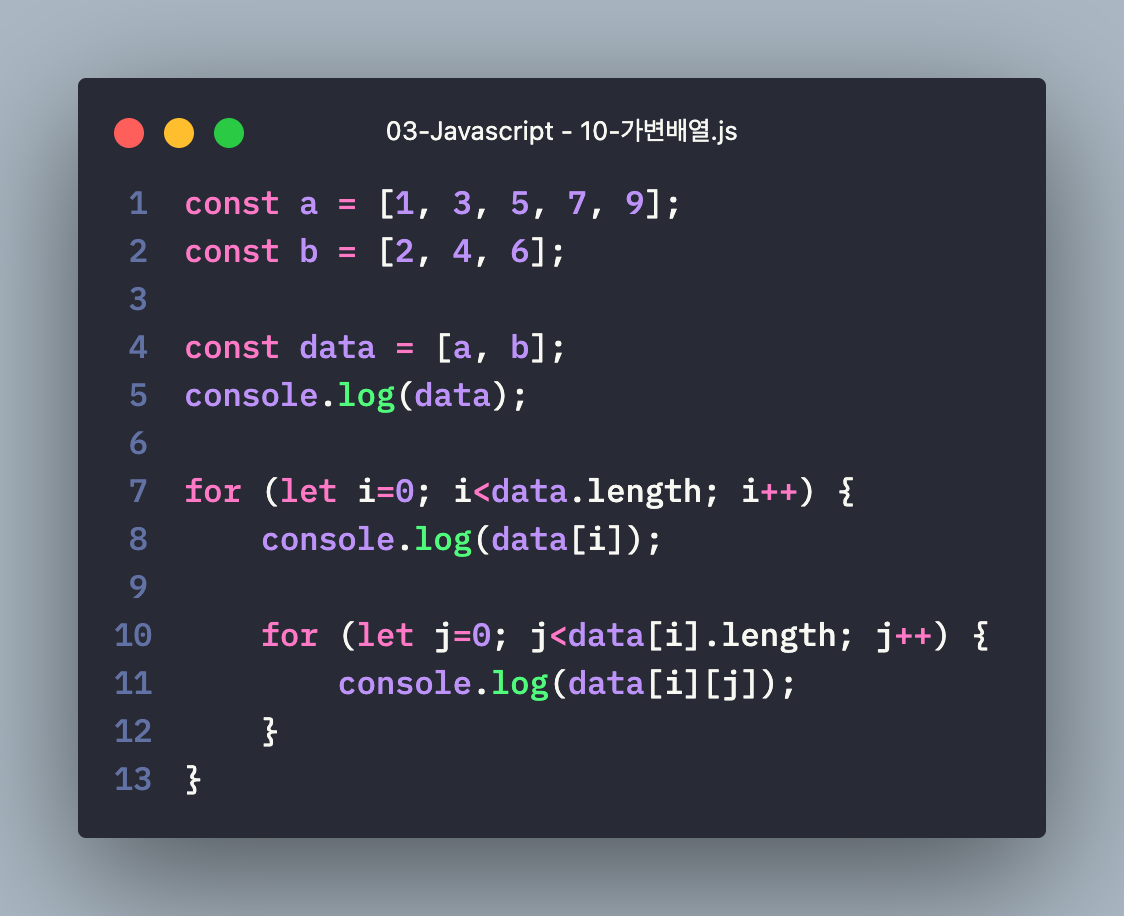 03-Javascript - 10-가변배열.js
1 const a = [1, 3, 5, 7, 9];
2 const b = [2, 4, 6];
3
4 const data = [a, b];
5 console.log(data);
6
7 for (let i=0; i<data.length; i++) {
8     console.log(data[i]);
9
10     for (let j=0; j<data[i].length; j++) {
11         console.log(data[i][j]);
12     }
13 }